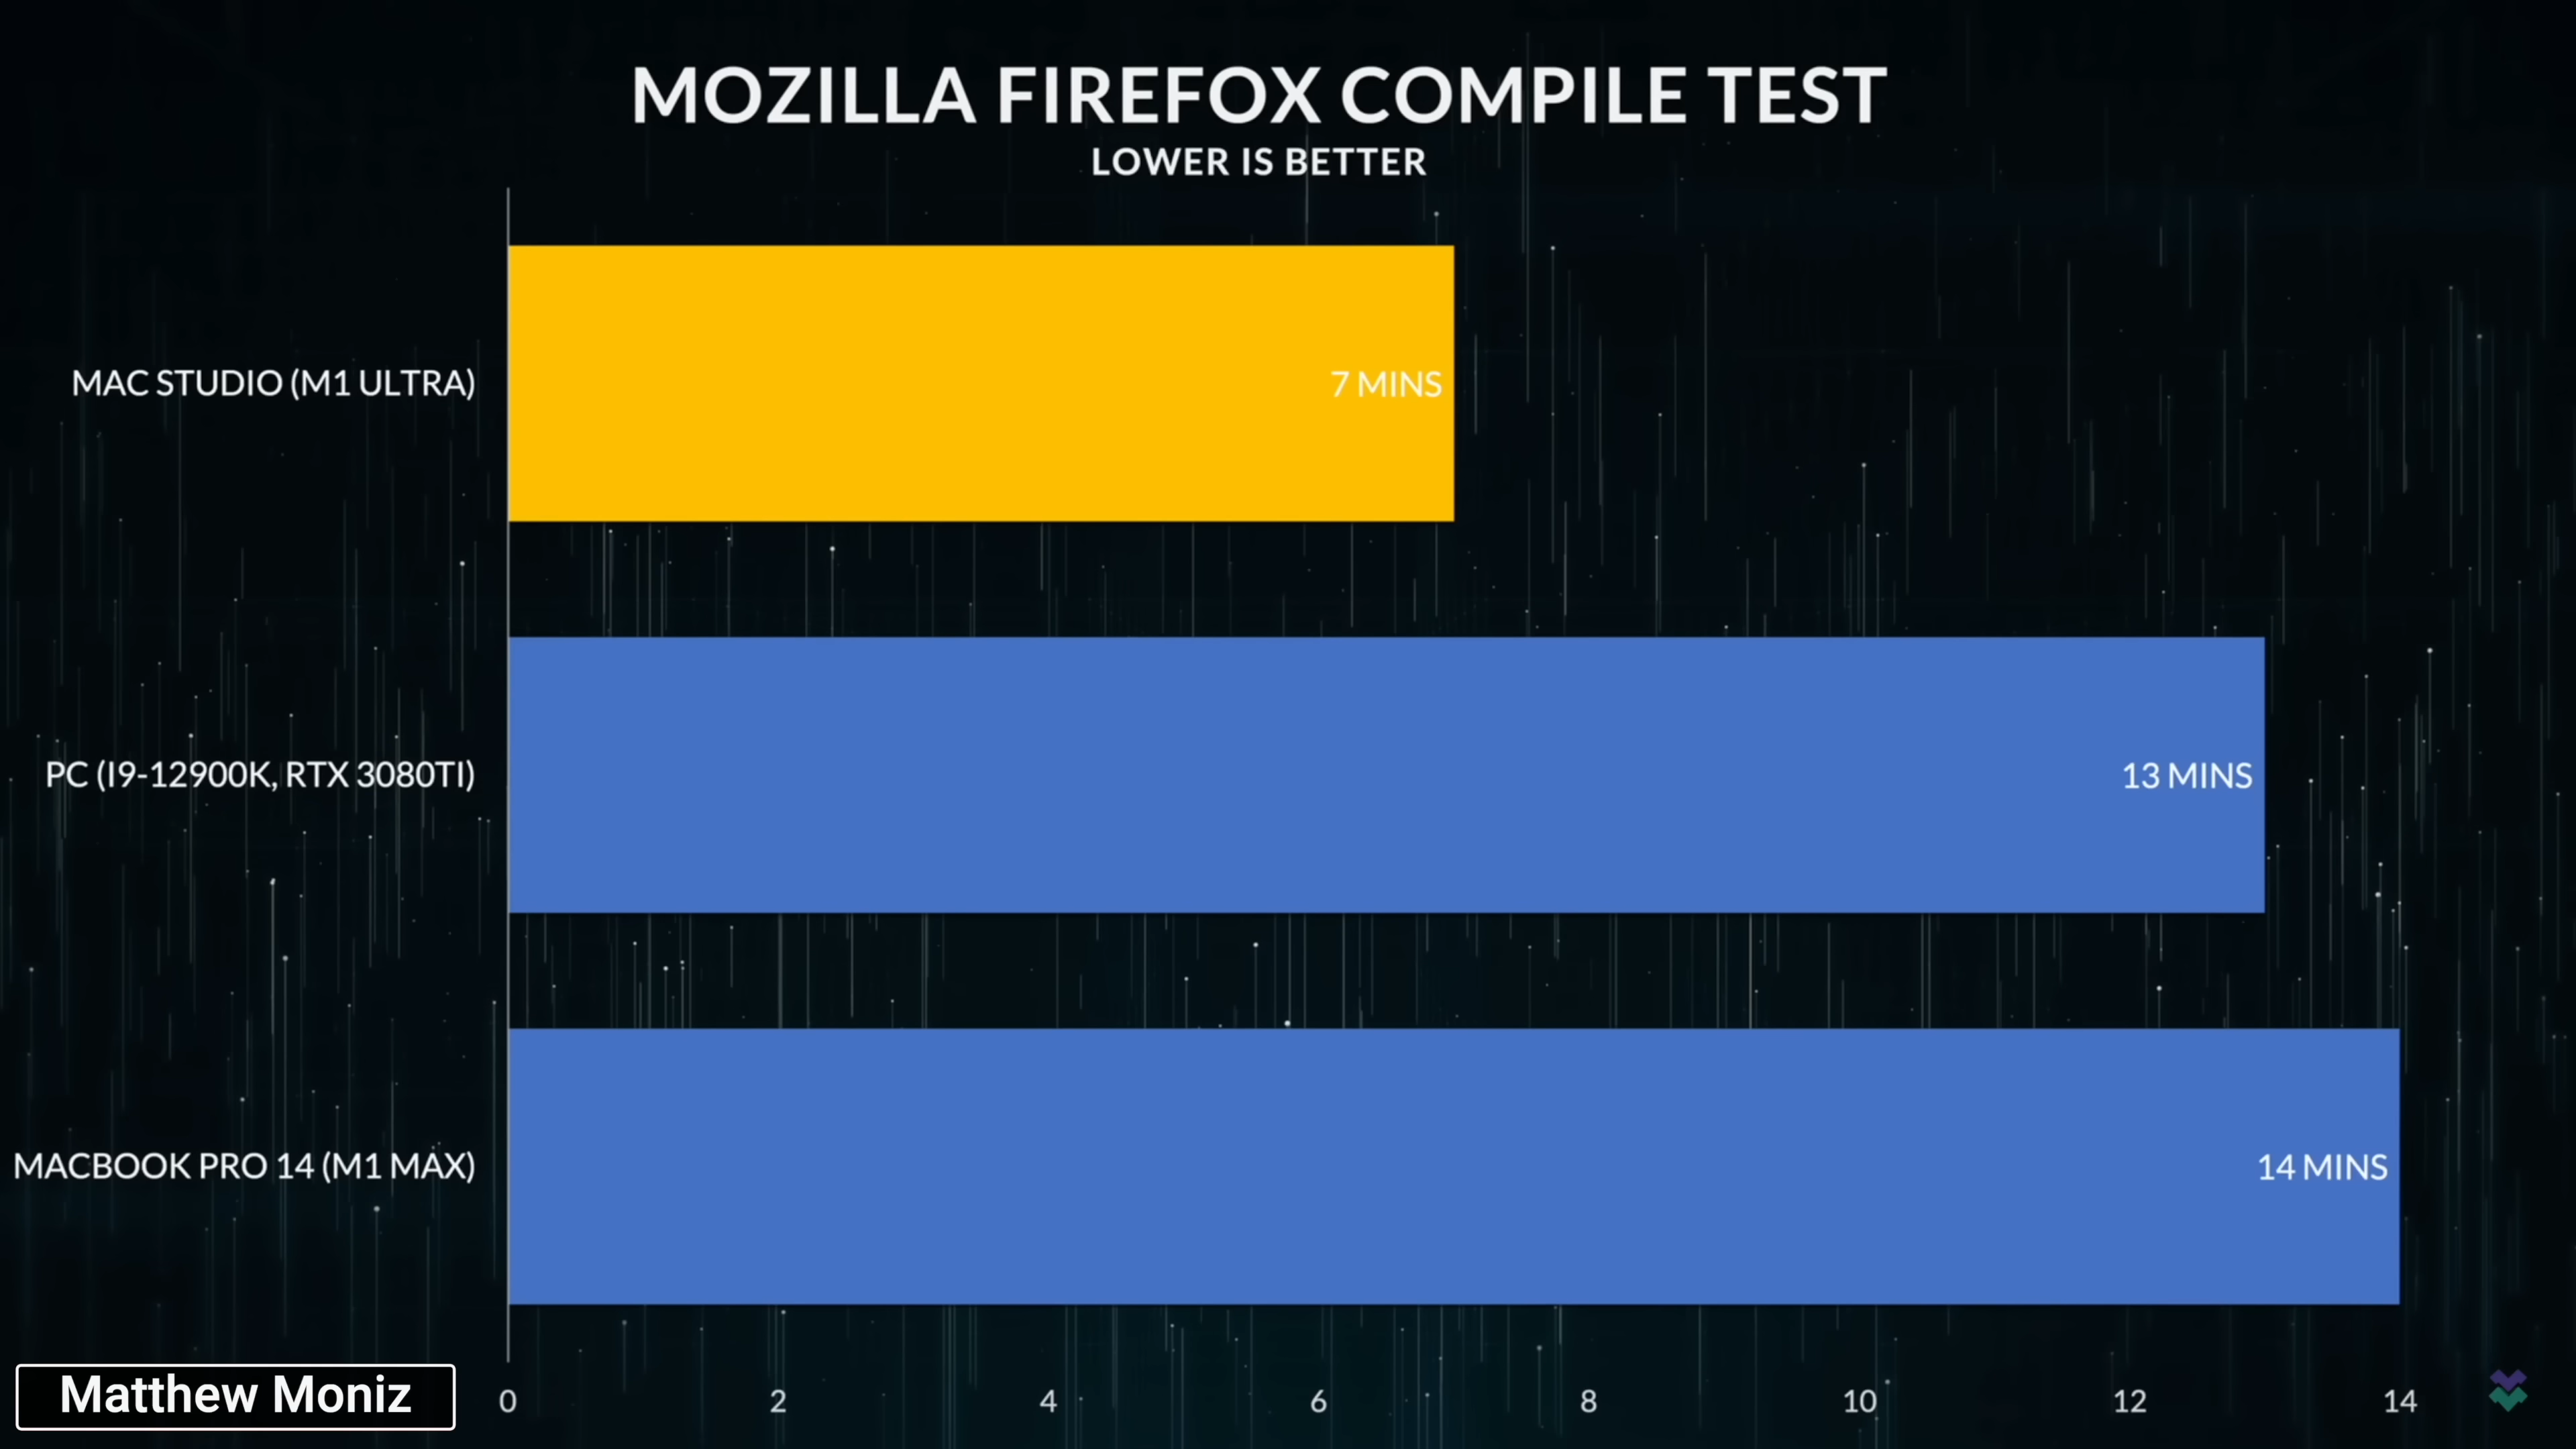 MOZILLA FIREFOX COMPILE TEST
LOWER IS BETTER
MAC STUDIO (M1 ULTRA)
7 MINS
PC (I9-12900K, RTX 3080TI)
13 MINS
MACBOOK PRO 14 (M1 MAX)
14 MINS
0 2 4 6 8 10 12 14
Matthew Moniz